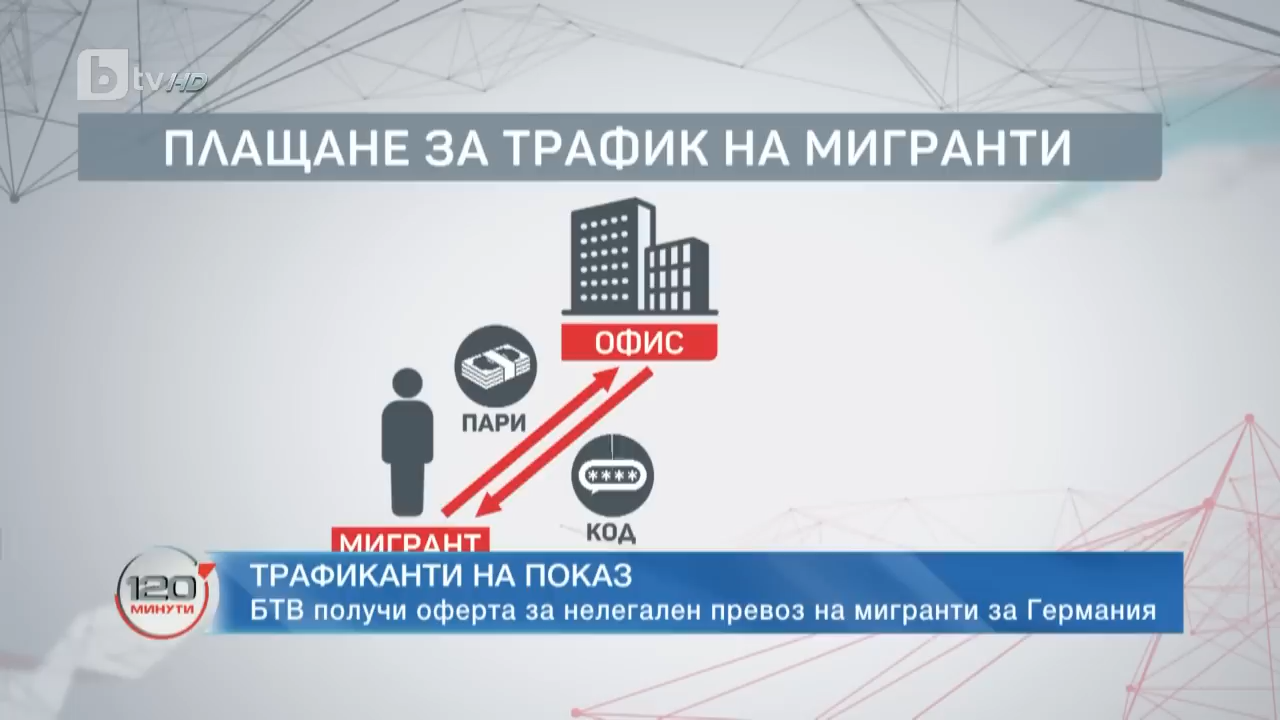 btv HD
ПЛАЩАНЕ ЗА ТРАФИК НА МИГРАНТИ
ОФИС
ПАРИ
****
КОД
МИГРАНТ
120
МИНУТИ
ТРАФИКАНТИ НА ПОКАЗ
БТВ получи оферта за нелегален превоз на мигранти за Германия